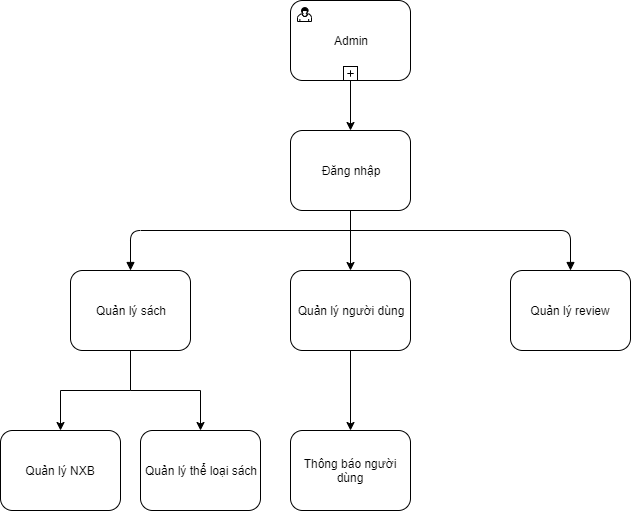 Admin
Đăng nhập
Quản lý sách
Quản lý người dùng
Quản lý review
Quản lý NXB
Quản lý thể loại sách
Thông báo người
dùng